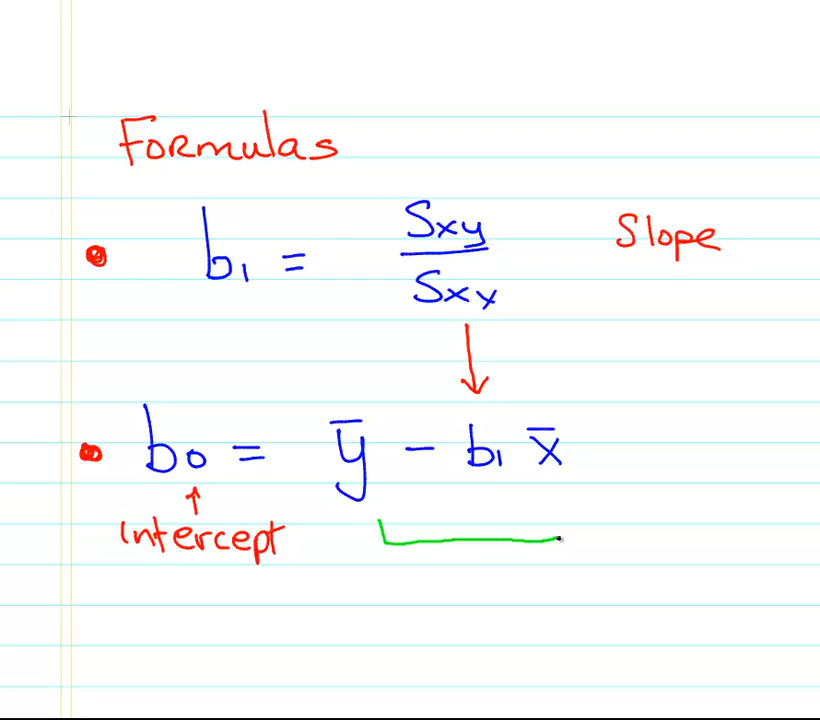 Formulas
• b₁ = Sxy / Sxx Slope
↓
• b₀ = ȳ − b₁ x̄
↑
Intercept